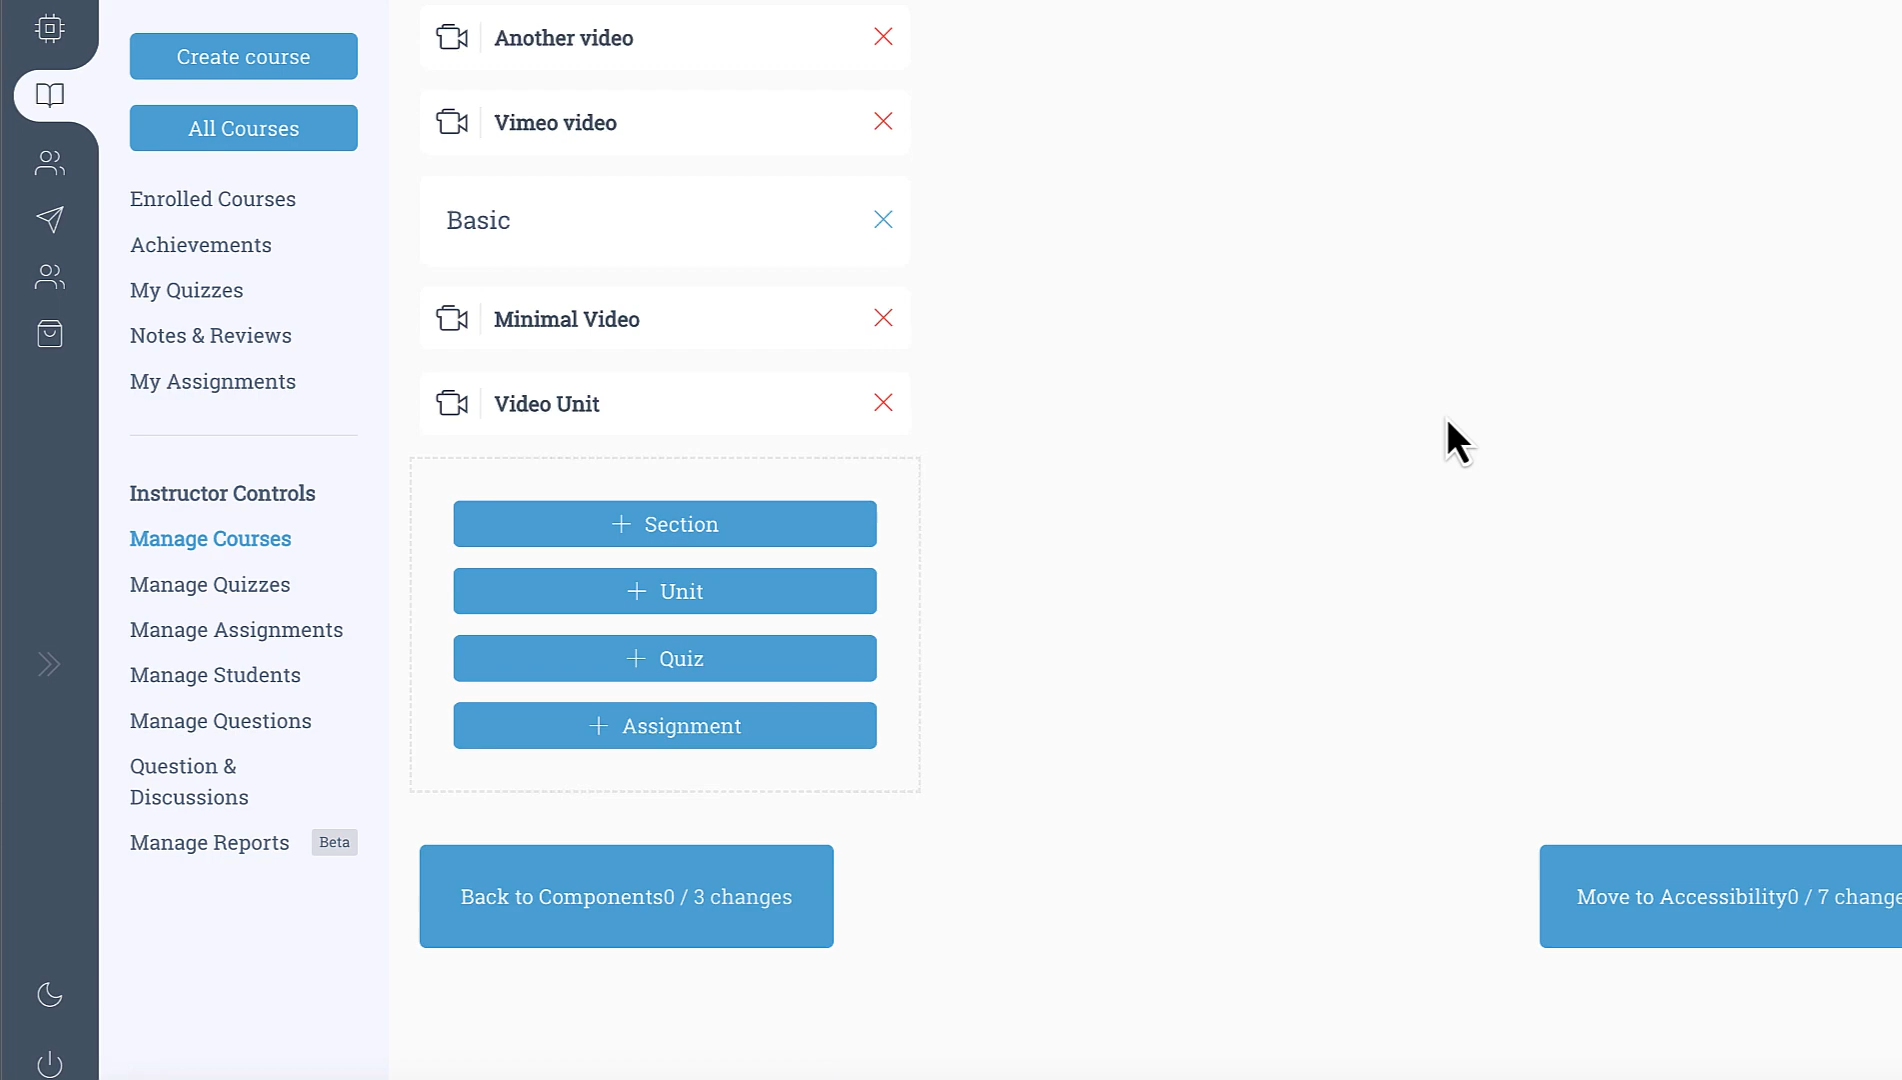 Create course
All Courses
Enrolled Courses
Achievements
My Quizzes
Notes & Reviews
My Assignments
Instructor Controls
Manage Courses
Manage Quizzes
Manage Assignments
Manage Students
Manage Questions
Question &
Discussions
Manage Reports Beta
Another video
Vimeo video
Basic
Minimal Video
Video Unit
Section
Unit
Quiz
Assignment
Back to Components0 / 3 changes
Move to Accessibility0 / 7 change